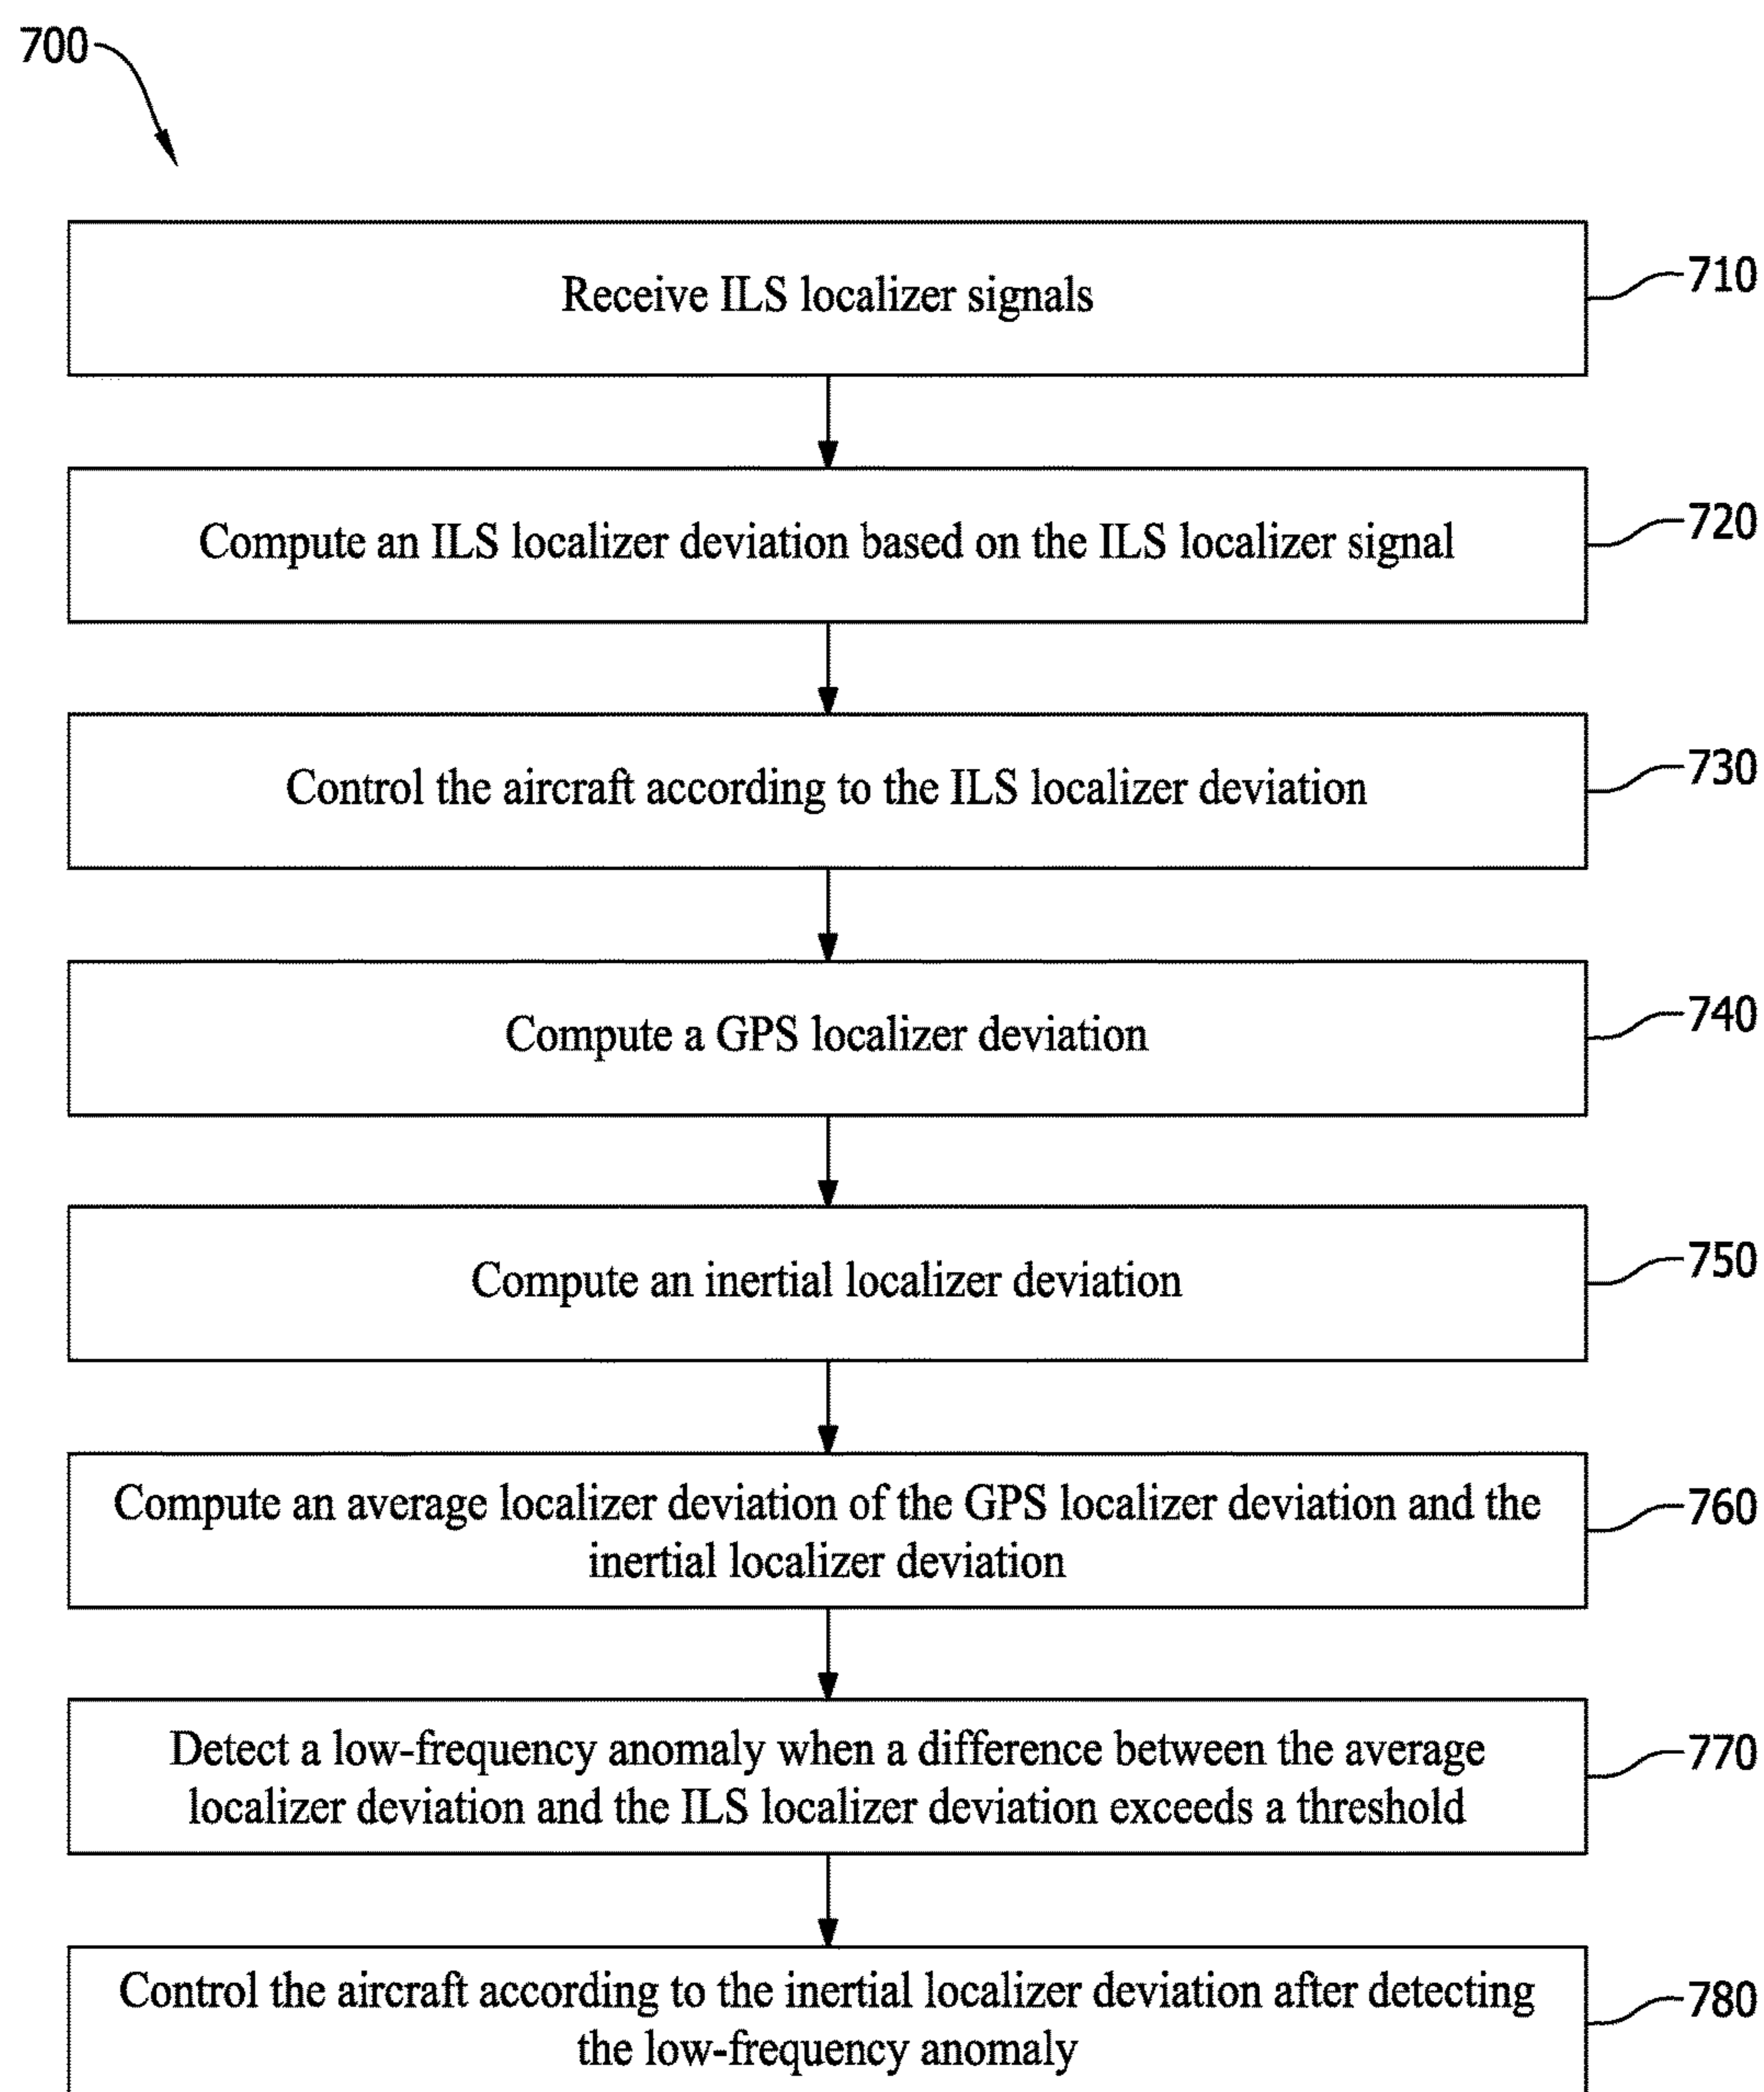 700
Receive ILS localizer signals
710
Compute an ILS localizer deviation based on the ILS localizer signal
720
Control the aircraft according to the ILS localizer deviation
730
Compute a GPS localizer deviation
740
Compute an inertial localizer deviation
750
Compute an average localizer deviation of the GPS localizer deviation and the
inertial localizer deviation
760
Detect a low-frequency anomaly when a difference between the average
localizer deviation and the ILS localizer deviation exceeds a threshold
770
Control the aircraft according to the inertial localizer deviation after detecting
the low-frequency anomaly
780